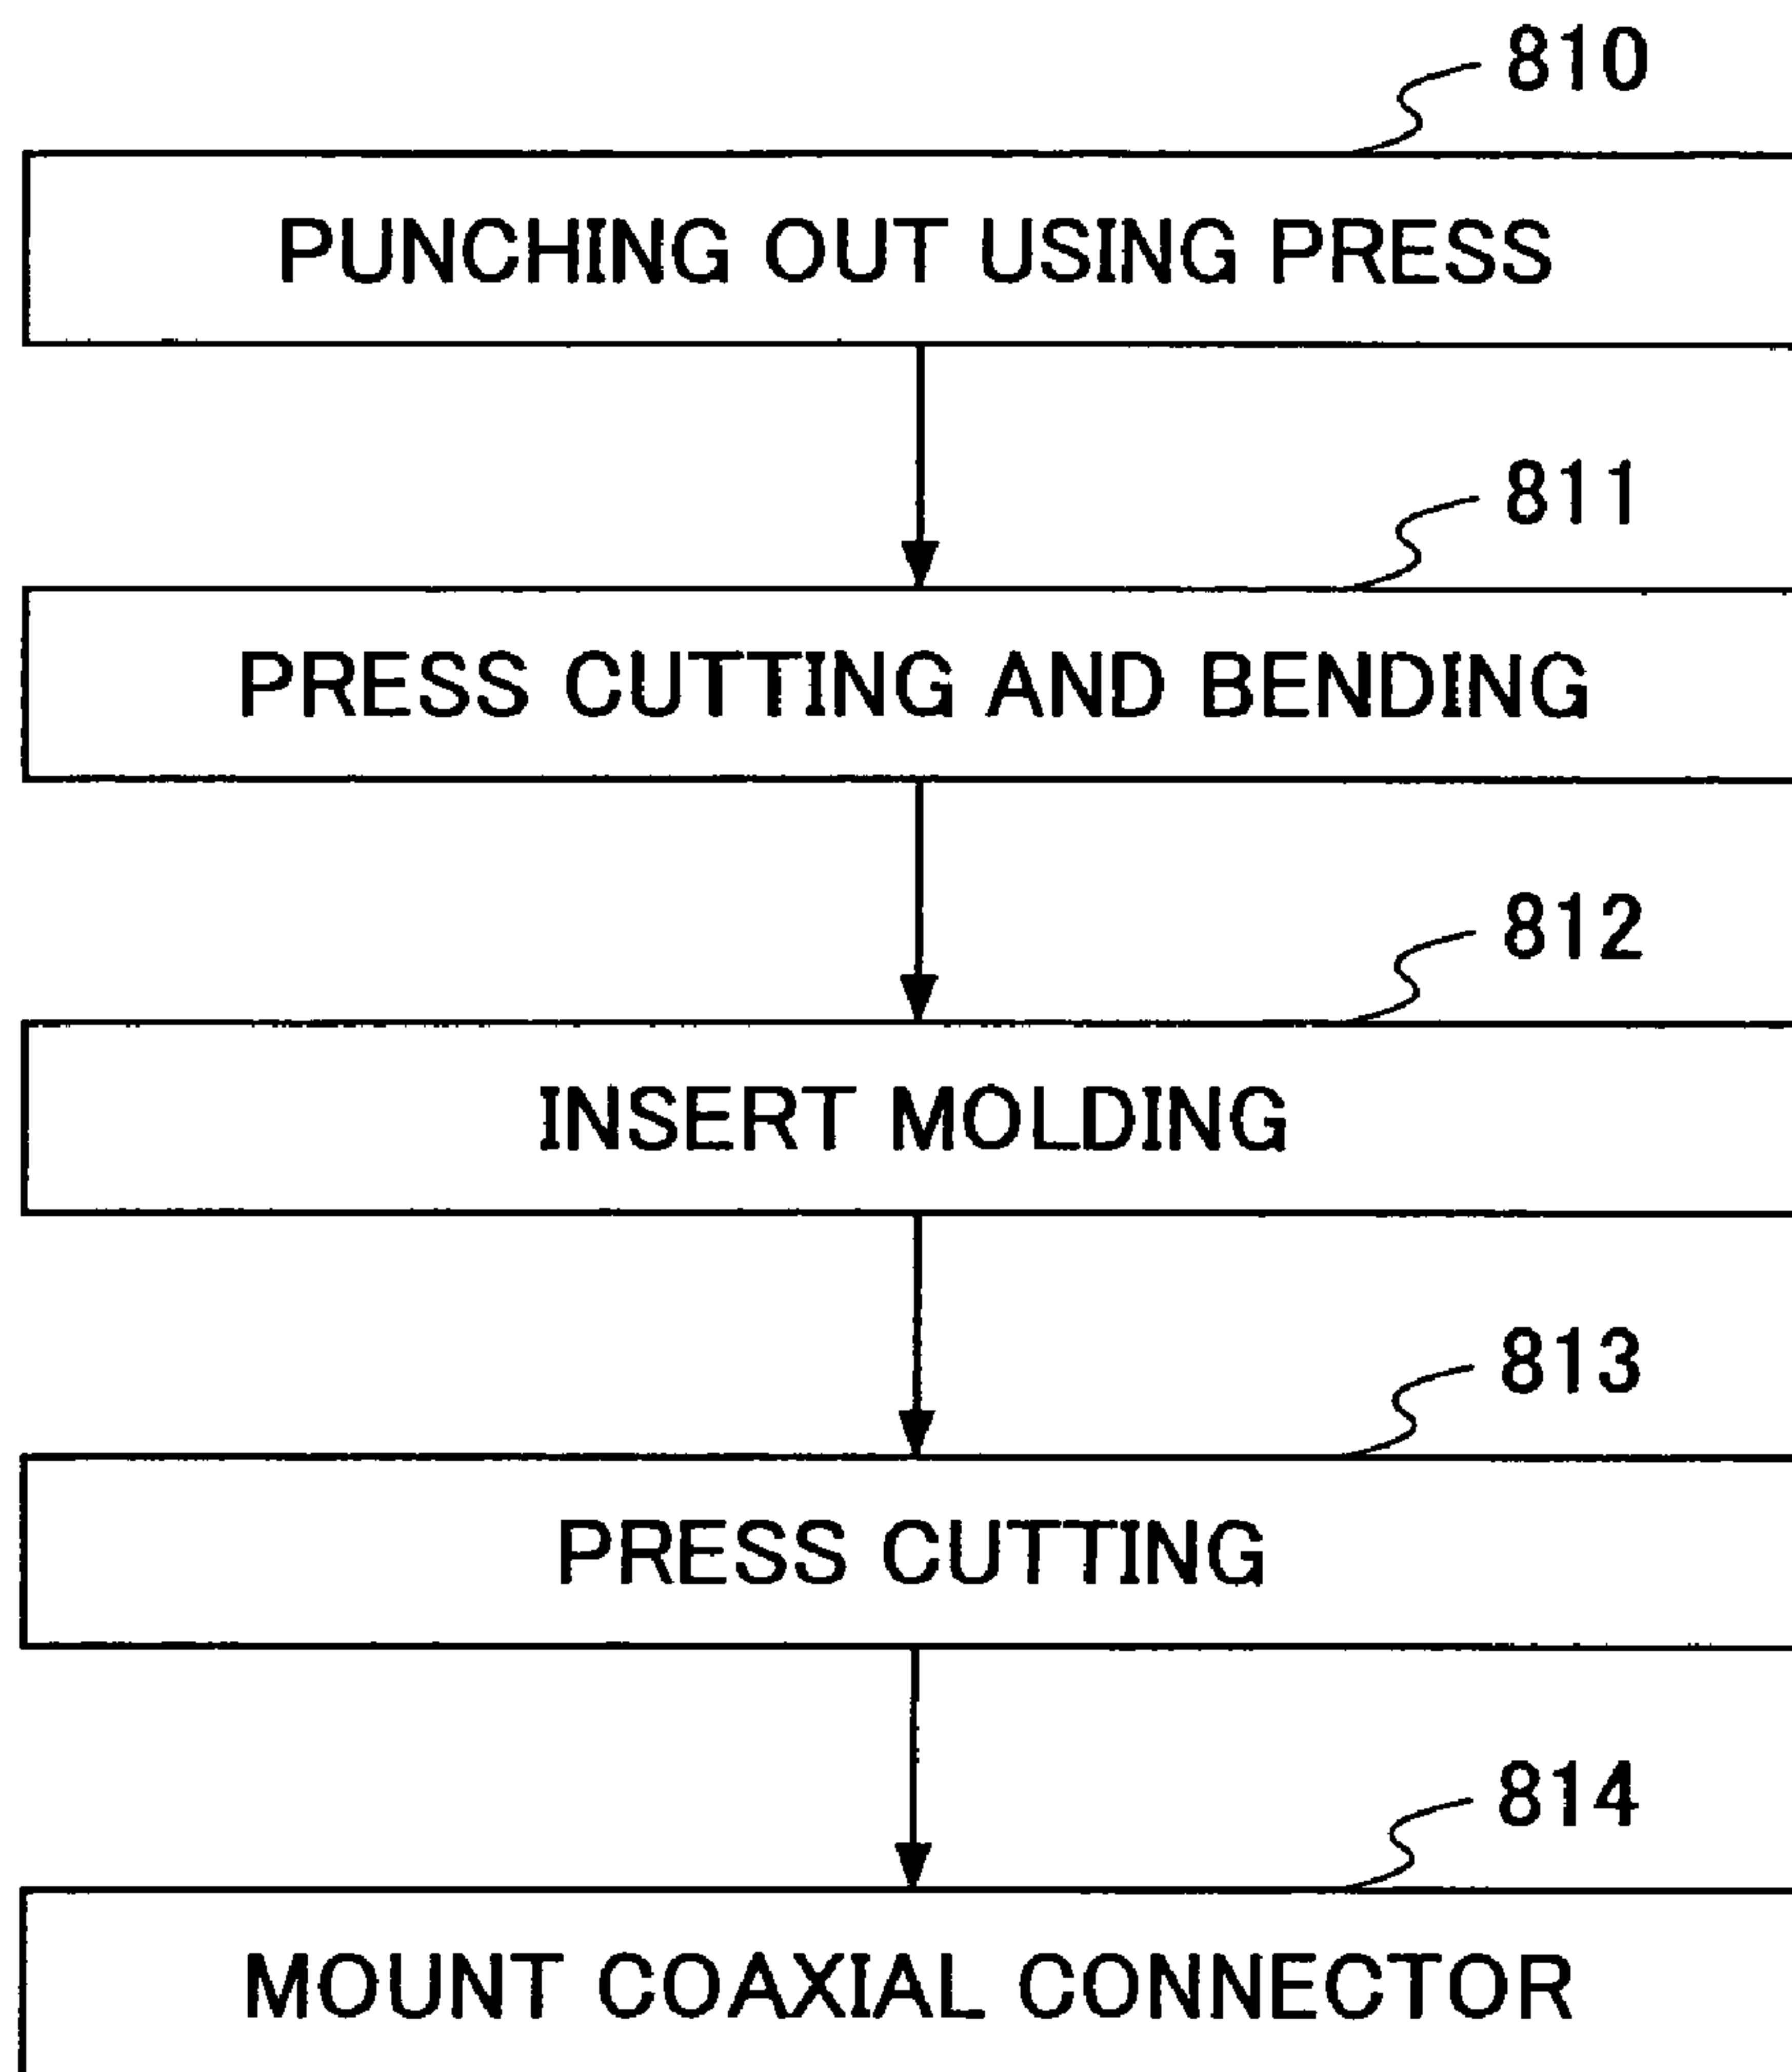 810
PUNCHING OUT USING PRESS
811
PRESS CUTTING AND BENDING
812
INSERT MOLDING
813
PRESS CUTTING
814
MOUNT COAXIAL CONNECTOR